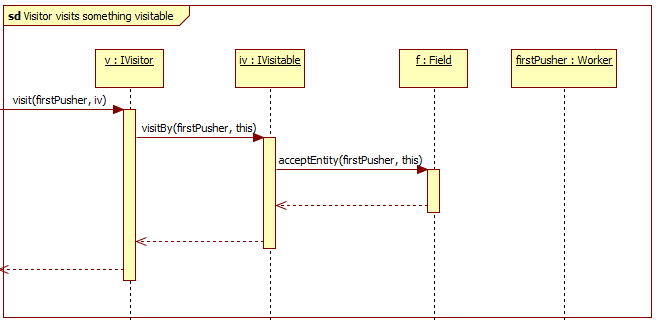 sd Visitor visits something visitable
v : IVisitor
iv : IVisitable
f : Field
firstPusher : Worker
visit(firstPusher, iv)
visitBy(firstPusher, this)
acceptEntity(firstPusher, this)